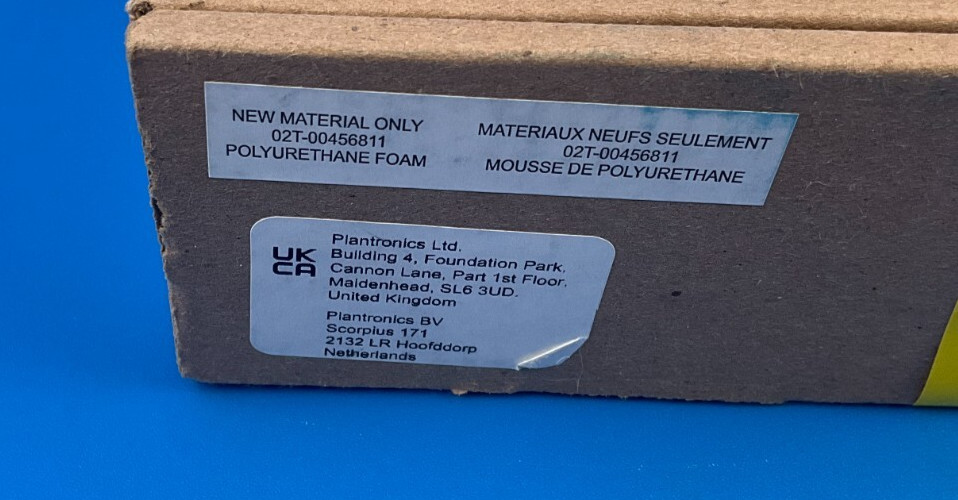 NEW MATERIAL ONLY
02T-00456811
POLYURETHANE FOAM
MATERIAUX NEUFS SEULEMENT
02T-00456811
MOUSSE DE POLYURETHANE
UK
CA
Plantronics Ltd.
Building 4, Foundation Park,
Cannon Lane, Part 1st Floor,
Maidenhead, SL6 3UD.
United Kingdom
Plantronics BV
Scorpius 171
2132 LR Hoofddorp
Netherlands